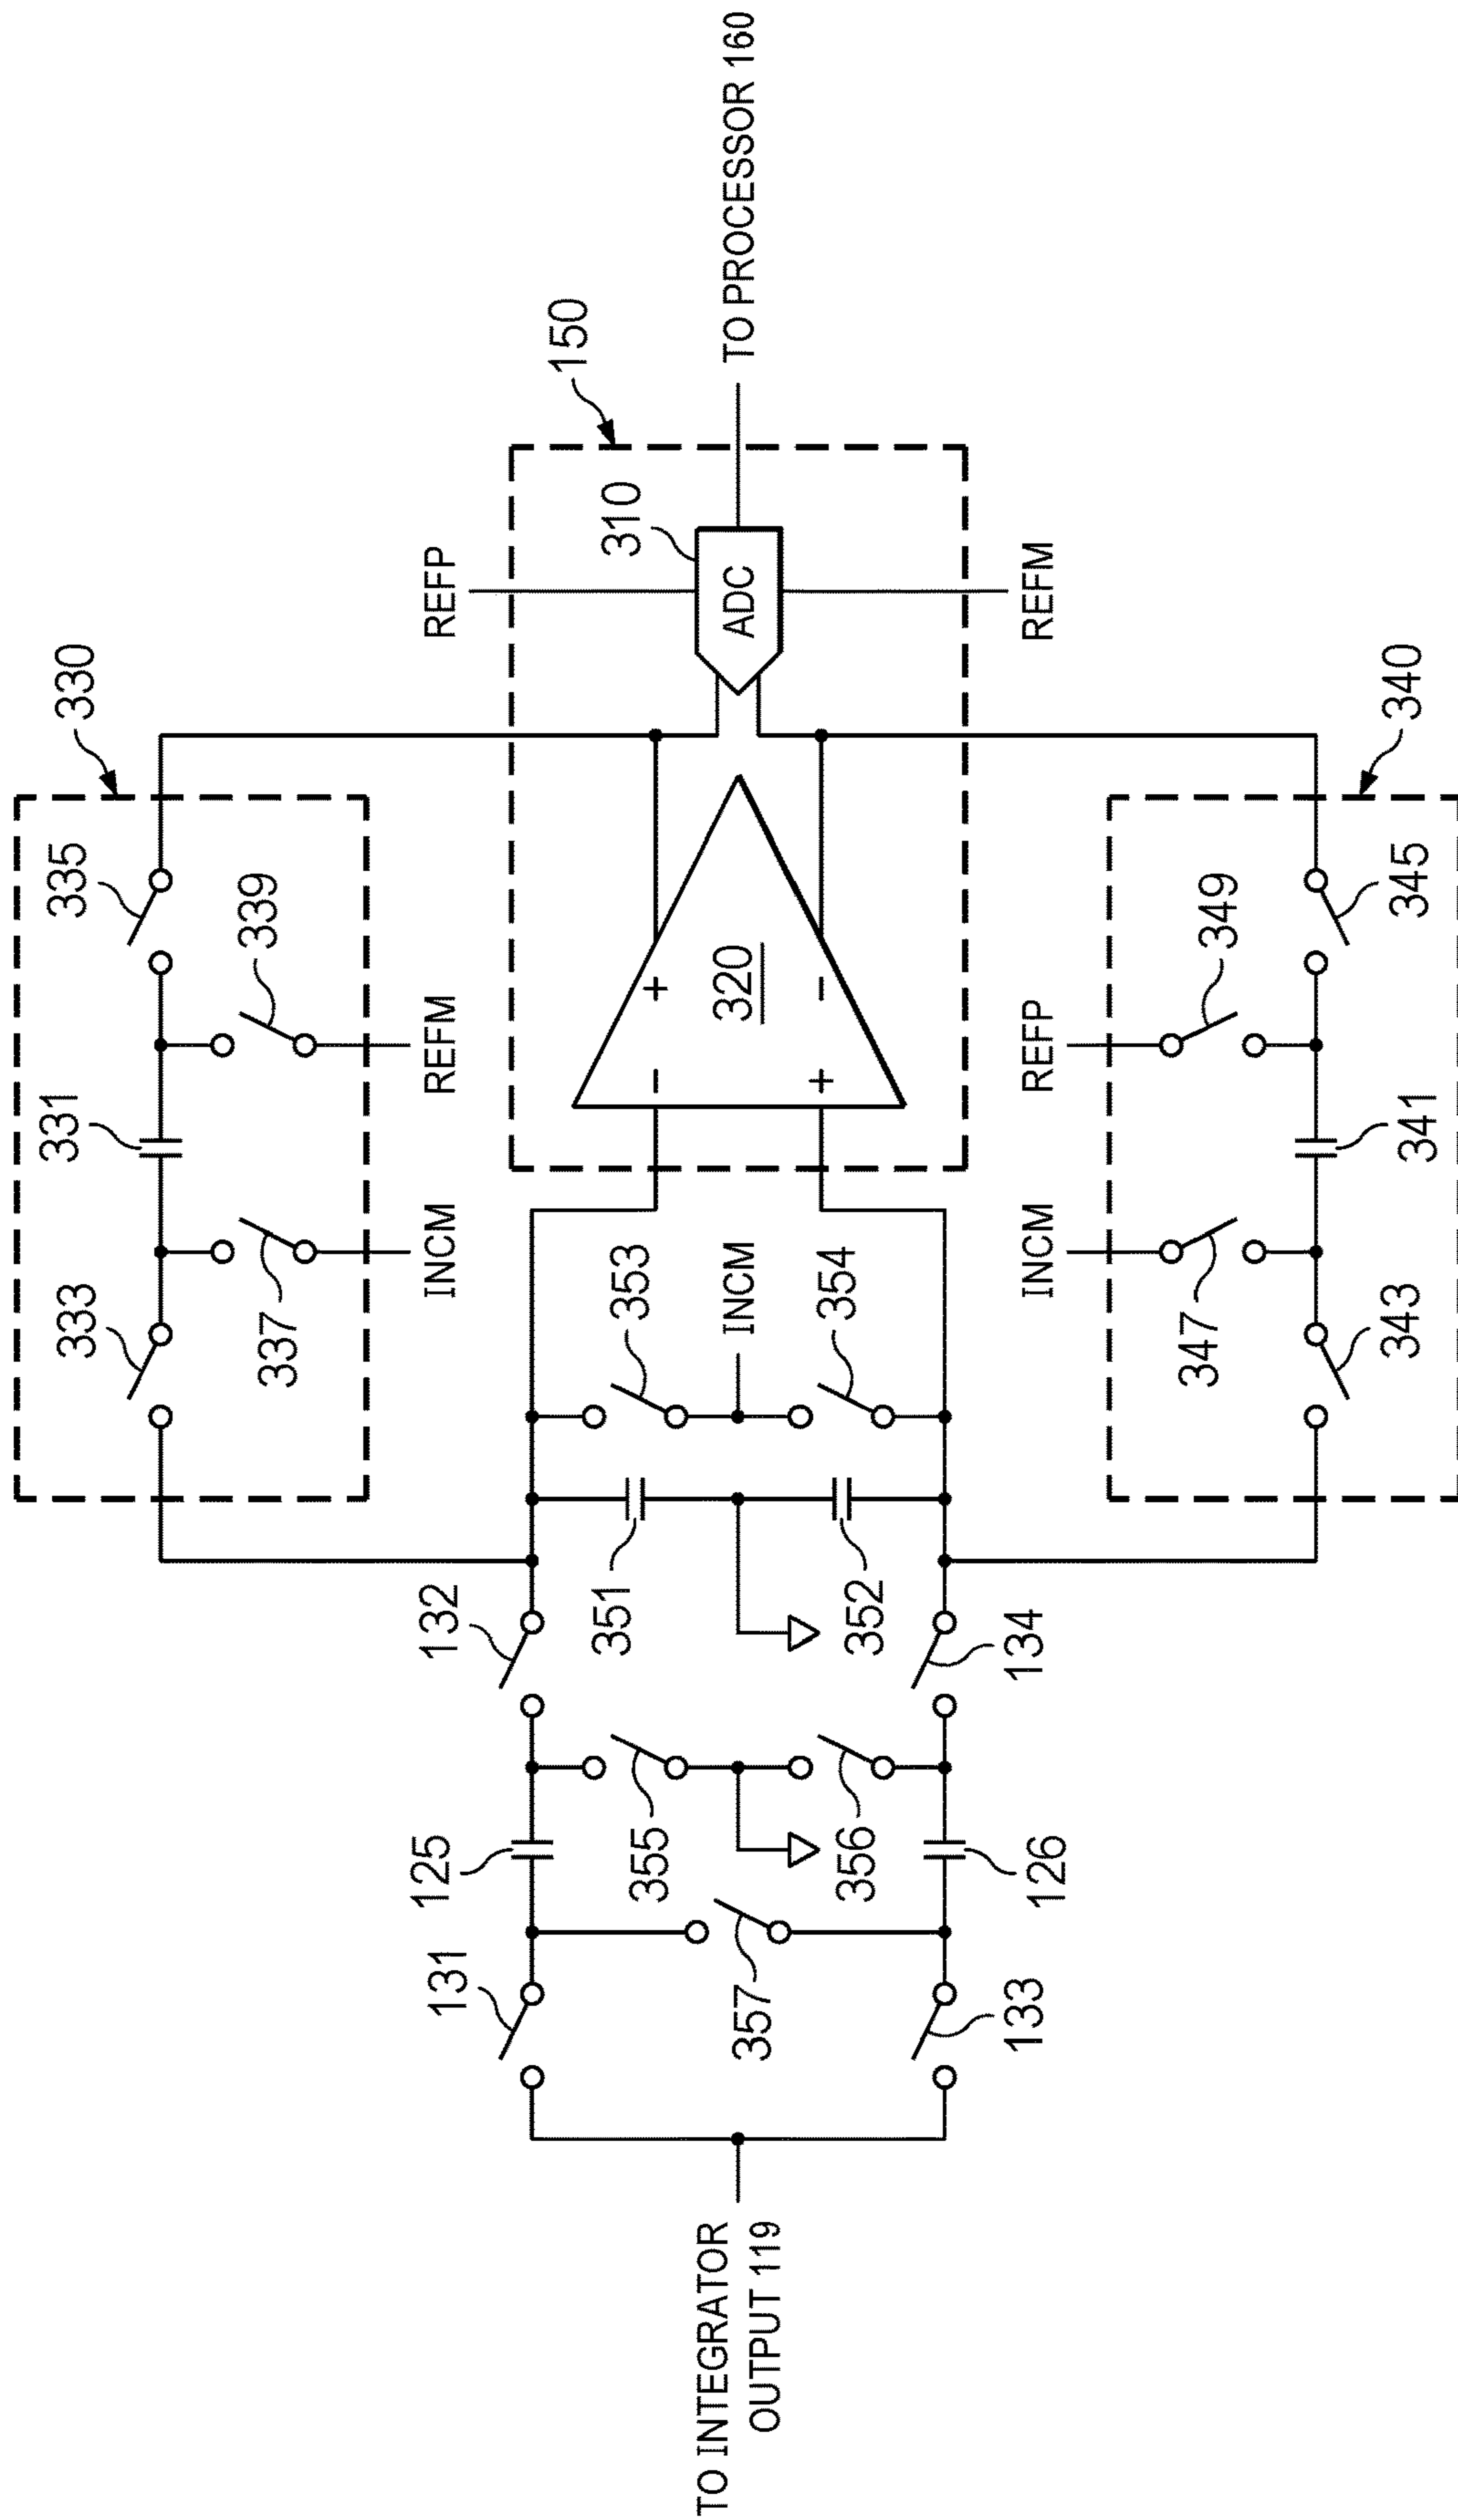 330
335
331
333
339
337
REFM
INCM
REFP
150
310
ADC
TO PROCESSOR 160
320
+
-
-
+
132
125
131
353
351
355
INCM
354
352
356
357
TO INTEGRATOR
OUTPUT 119
134
126
133
REFM
REFP
INCM
349
347
340
345
341
343